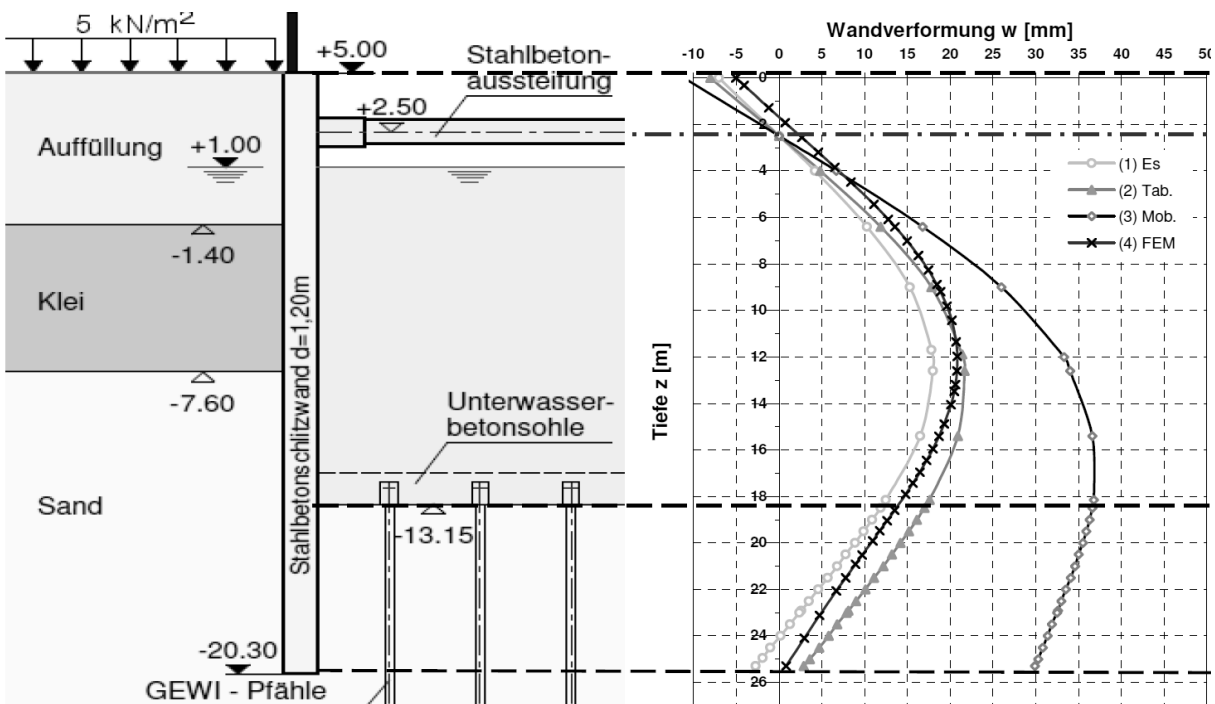 5 kN/m²
+5.00
Stahlbeton-
aussteifung
+2.50
Auffüllung
+1.00
-1.40
Klei
-7.60
Stahlbetonschlitzwand d=1,20m
Unterwasser-
betonsohle
Sand
-13.15
-20.30
GEWI - Pfähle
Wandverformung w [mm]
-10 -5 0 5 10 15 20 25 30 35 40 45 50
Tiefe z [m]
0
2
4
6
8
10
12
14
16
18
20
22
24
26
(1) Es
(2) Tab.
(3) Mob.
(4) FEM